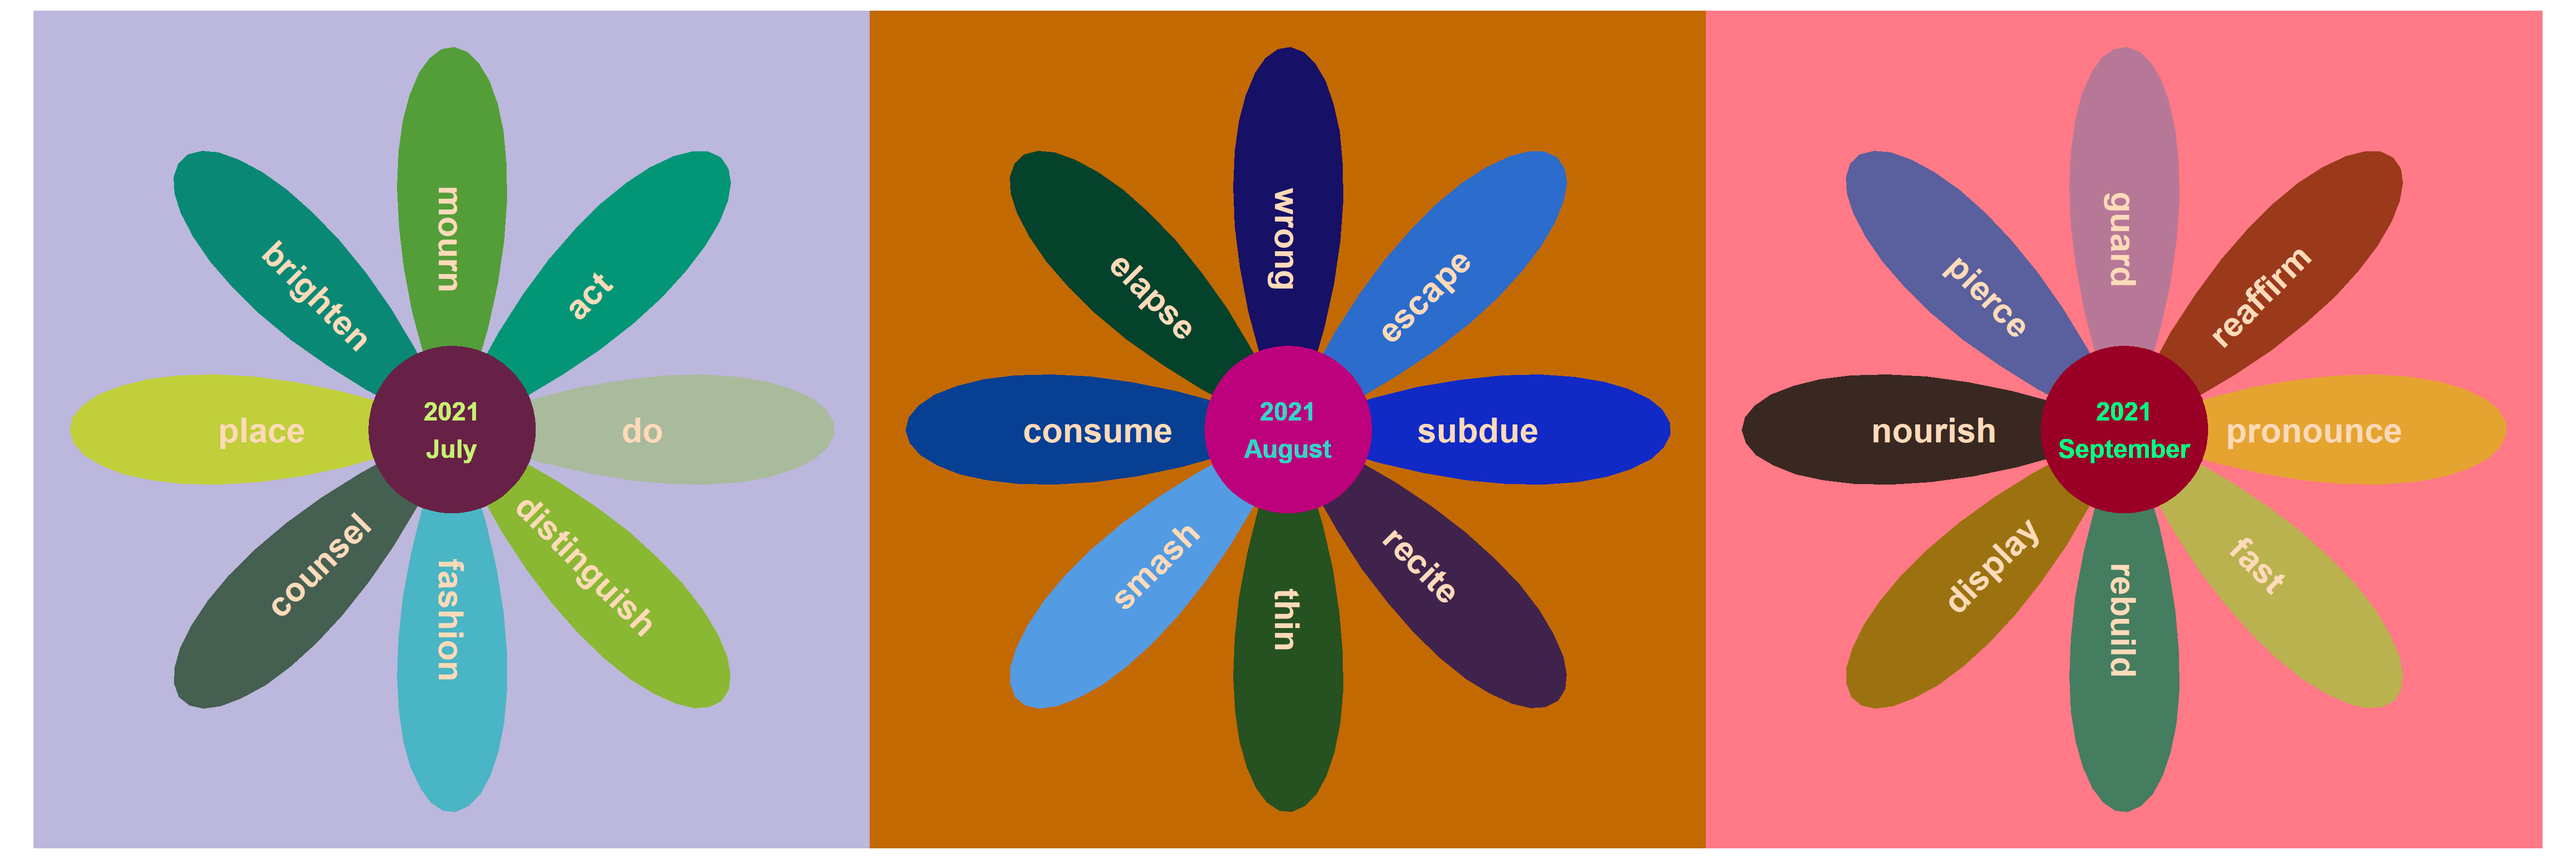 mourn
act
do
distinguish
fashion
counsel
place
brighten
2021
July
wrong
escape
subdue
recite
thin
smash
consume
elapse
2021
August
guard
reaffirm
pronounce
fast
rebuild
display
nourish
pierce
2021
September